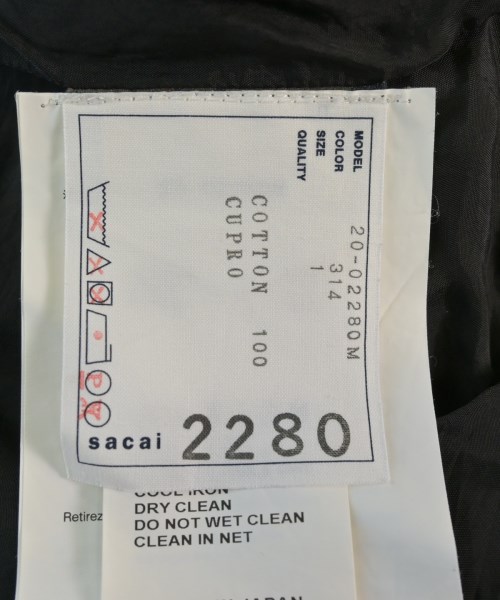 MODEL 20-02280M
COLOR 314
SIZE 1
QUALITY
COTTON 100
CUPRO
P
W
sacai 2280
COOL IRON
DRY CLEAN
DO NOT WET CLEAN
CLEAN IN NET
Retirez
JAPAN